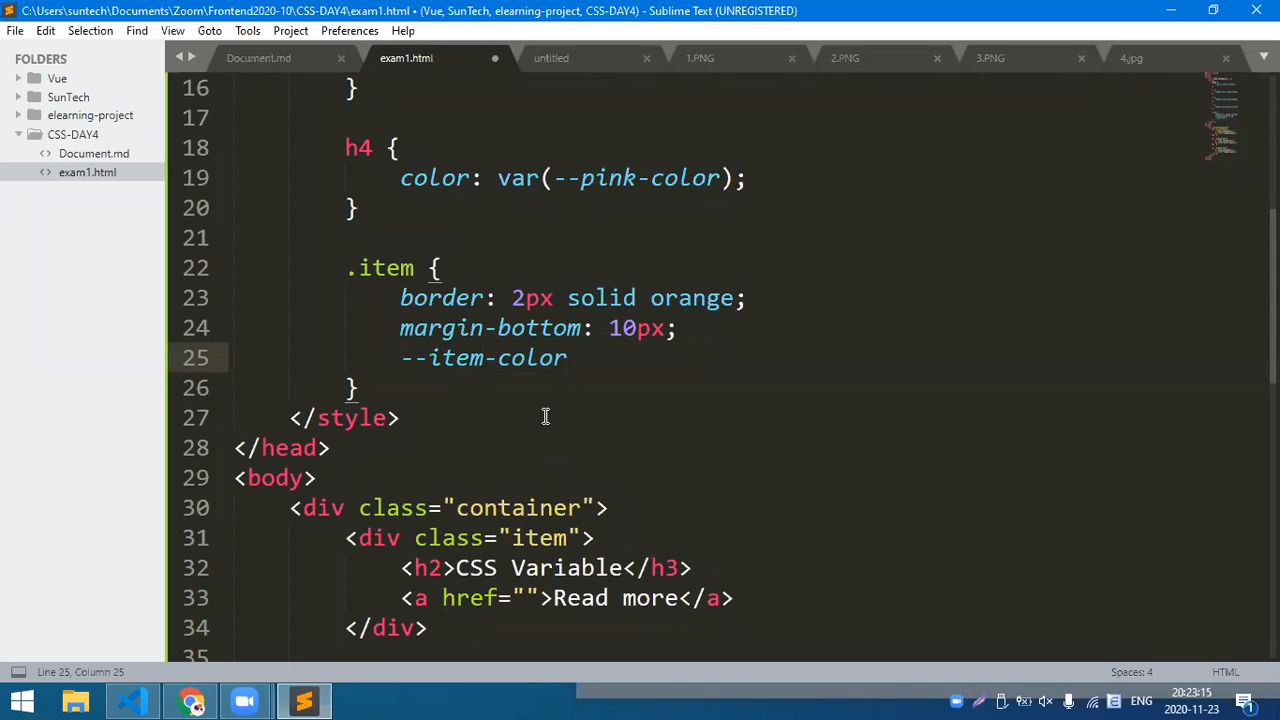 C:\Users\suntech\Documents\Zoom\Frontend2020-10\CSS-DAY4\exam1.html • (Vue, SunTech, elearning-project, CSS-DAY4) - Sublime Text (UNREGISTERED)
File Edit Selection Find View Goto Tools Project Preferences Help
FOLDERS
Vue
SunTech
elearning-project
CSS-DAY4
Document.md
exam1.html
Document.md exam1.html untitled 1.PNG 2.PNG 3.PNG 4.jpg
16 }
17
18 h4 {
19 color: var(--pink-color);
20 }
21
22 .item {
23 border: 2px solid orange;
24 margin-bottom: 10px;
25 --item-color
26 }
27 </style>
28 </head>
29 <body>
30 <div class="container">
31 <div class="item">
32 <h2>CSS Variable</h3>
33 <a href="">Read more</a>
34 </div>
35
Line 25, Column 25 Spaces: 4 HTML
ENG
20:23:15
2020-11-23
1